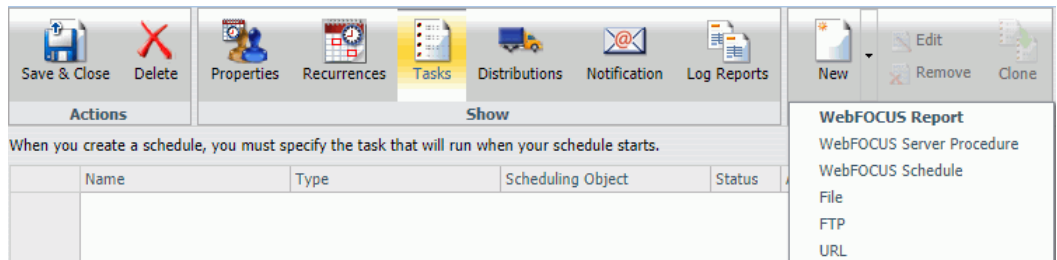 Save & Close Delete Properties Recurrences Tasks Distributions Notification Log Reports New Edit Remove Clone
Actions Show
WebFOCUS Report
When you create a schedule, you must specify the task that will run when your schedule starts.
WebFOCUS Server Procedure
WebFOCUS Schedule
Name Type Scheduling Object Status
File
FTP
URL